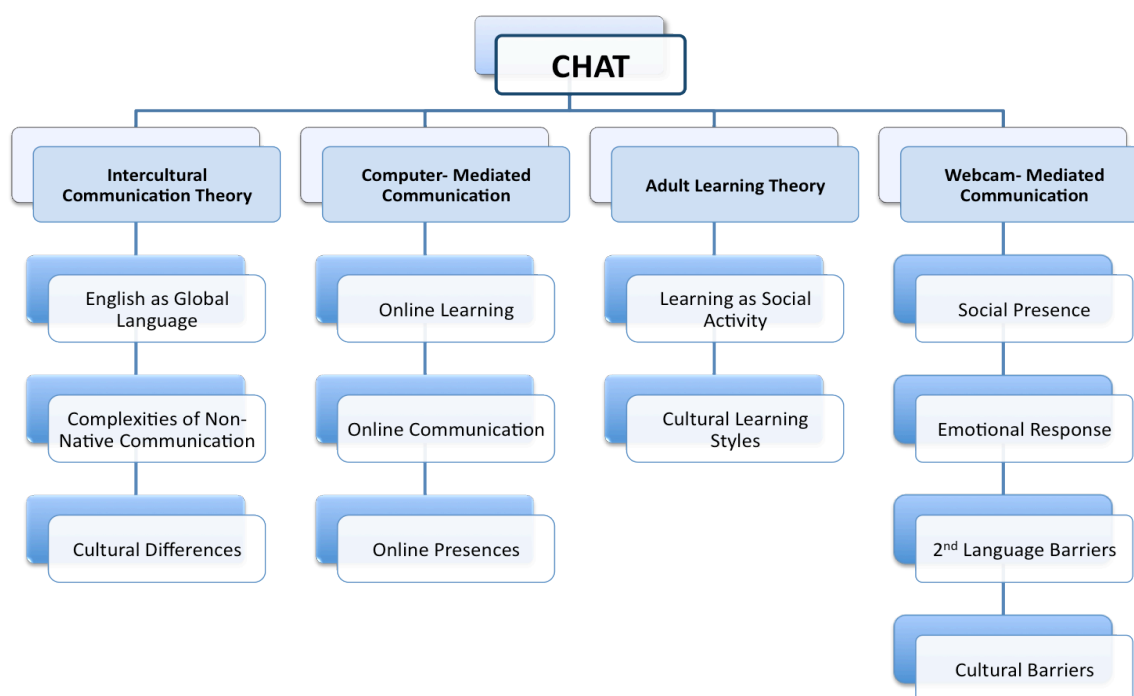 CHAT
Intercultural
Communication Theory
English as Global
Language
Complexities of Non-
Native Communication
Cultural Differences
Computer- Mediated
Communication
Online Learning
Online Communication
Online Presences
Adult Learning Theory
Learning as Social
Activity
Cultural Learning
Styles
Webcam- Mediated
Communication
Social Presence
Emotional Response
2nd Language Barriers
Cultural Barriers